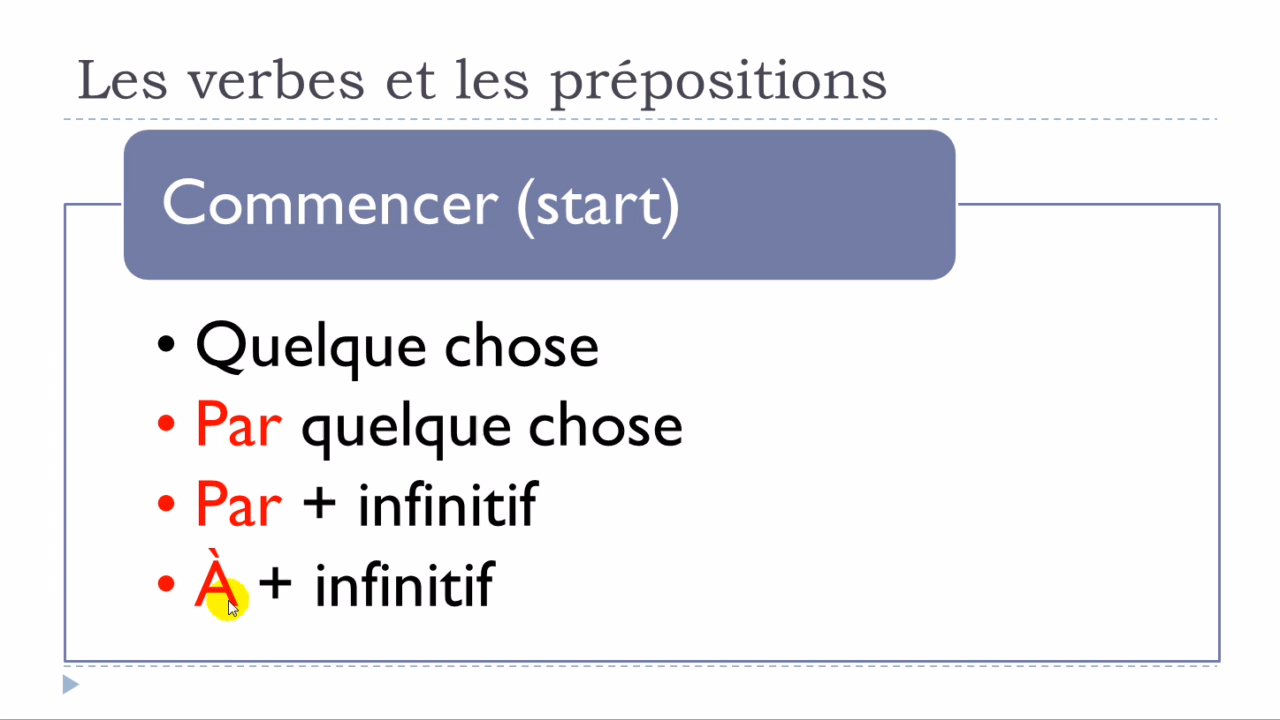 Les verbes et les prépositions
Commencer (start)
• Quelque chose
• Par quelque chose
• Par + infinitif
• À + infinitif